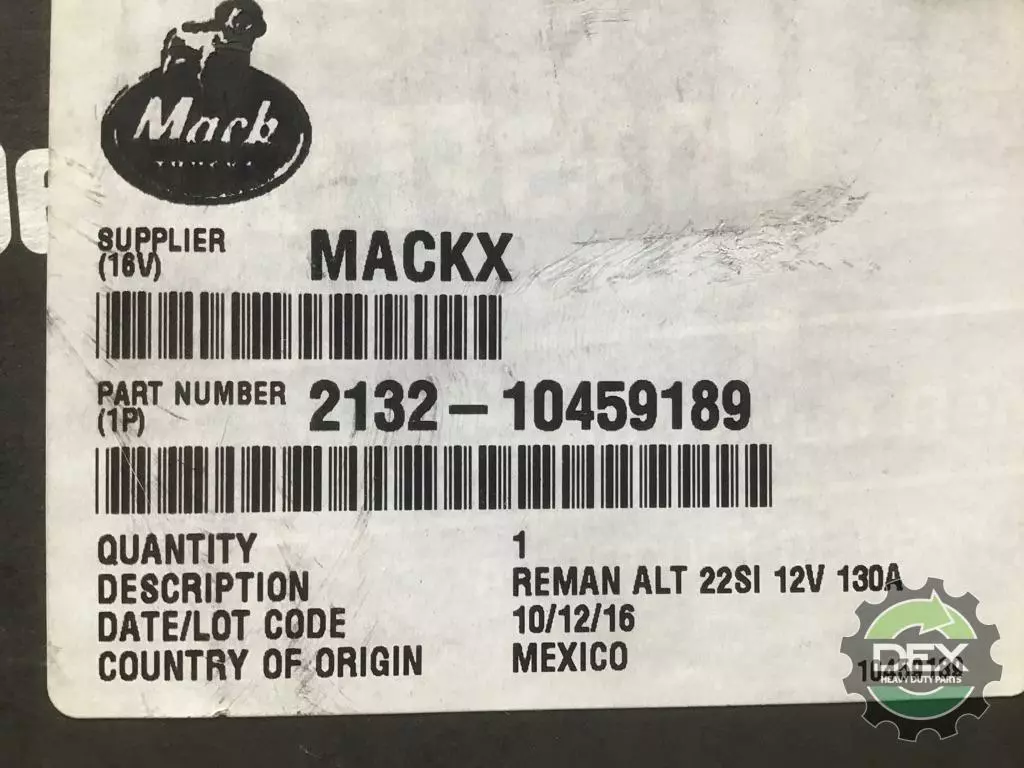 Mack
SUPPLIER
(16V)
MACKX
PART NUMBER
(1P)
2132-10459189
QUANTITY 1
DESCRIPTION REMAN ALT 22SI 12V 130A
DATE/LOT CODE 10/12/16
COUNTRY OF ORIGIN MEXICO
10459189
DEX
HEAVY DUTY PARTS